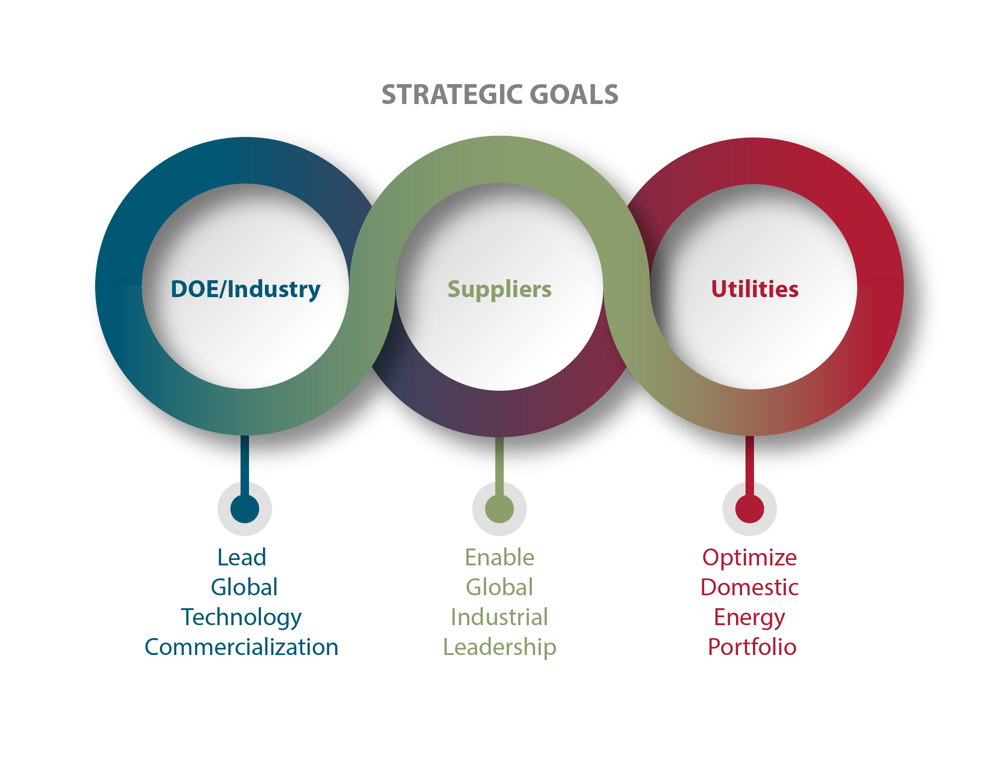 STRATEGIC GOALS
DOE/Industry
Suppliers
Utilities
Lead
Global
Technology
Commercialization
Enable
Global
Industrial
Leadership
Optimize
Domestic
Energy
Portfolio